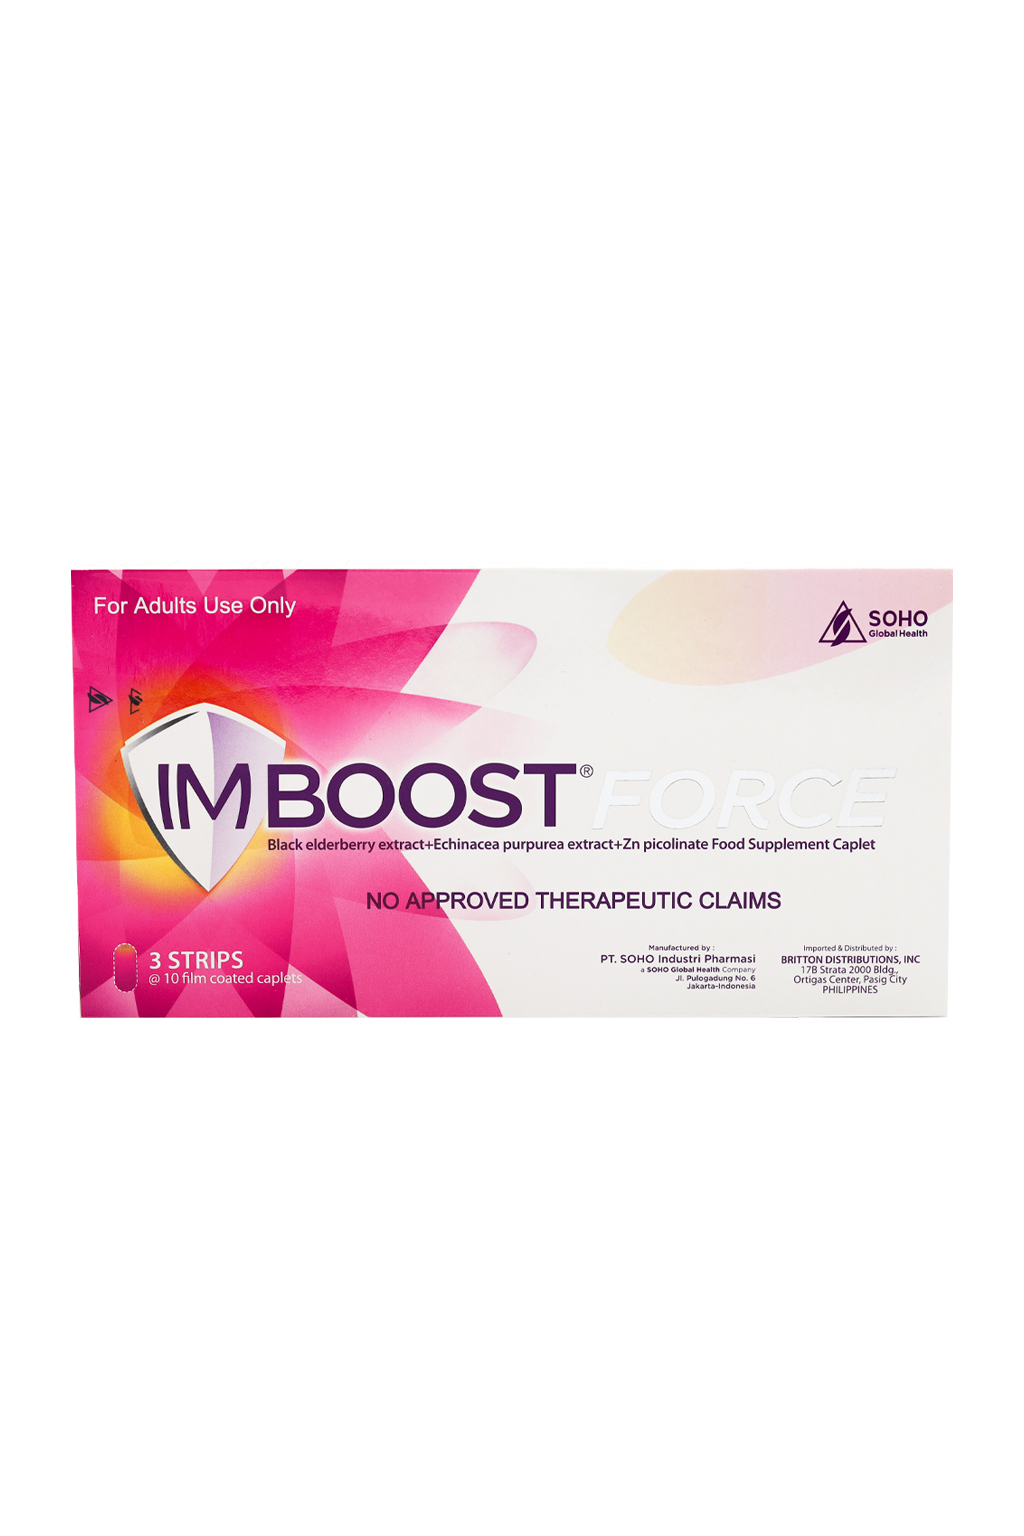 For Adults Use Only
SOHO
Global Health
IMBOOST® FORCE
Black elderberry extract+Echinacea purpurea extract+Zn picolinate Food Supplement Caplet
NO APPROVED THERAPEUTIC CLAIMS
3 STRIPS
@ 10 film coated caplets
Manufactured by :
PT. SOHO Industri Pharmasi
a SOHO Global Health Company
Jl. Pulogadung No. 6
Jakarta-Indonesia
Imported & Distributed by :
BRITTON DISTRIBUTIONS, INC
17B Strata 2000 Bldg.,
Ortigas Center, Pasig City
PHILIPPINES